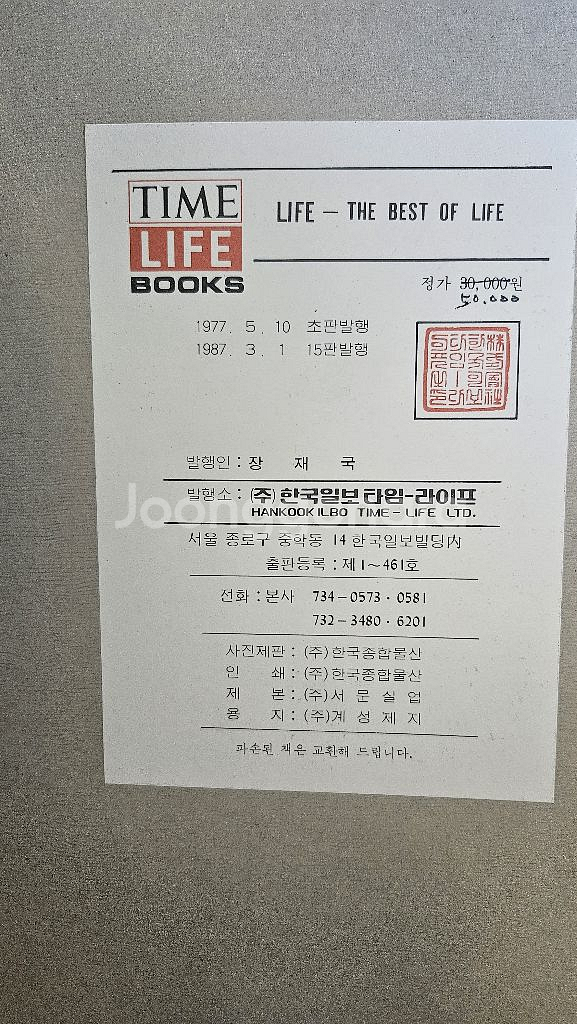 TIME
LIFE
BOOKS
LIFE — THE BEST OF LIFE
정가 30,000원
50.000
1977. 5. 10 초판발행
1987. 3. 1 15판발행
발행인 : 장 재 국
발행소 : (주) 한국일보 타임-라이프
HANKOOK ILBO TIME-LIFE LTD.
서울 종로구 중학동 14 한국일보빌딩內
출판등록 : 제1~461호
전화 : 본사 734-0573 · 0581
732-3480 · 6201
사진제판 : (주)한국종합물산
인 쇄 : (주)한국종합물산
제 본 : (주)서 문 실 업
용 지 : (주)계 성 제 지
파손된 책은 교환해 드립니다.